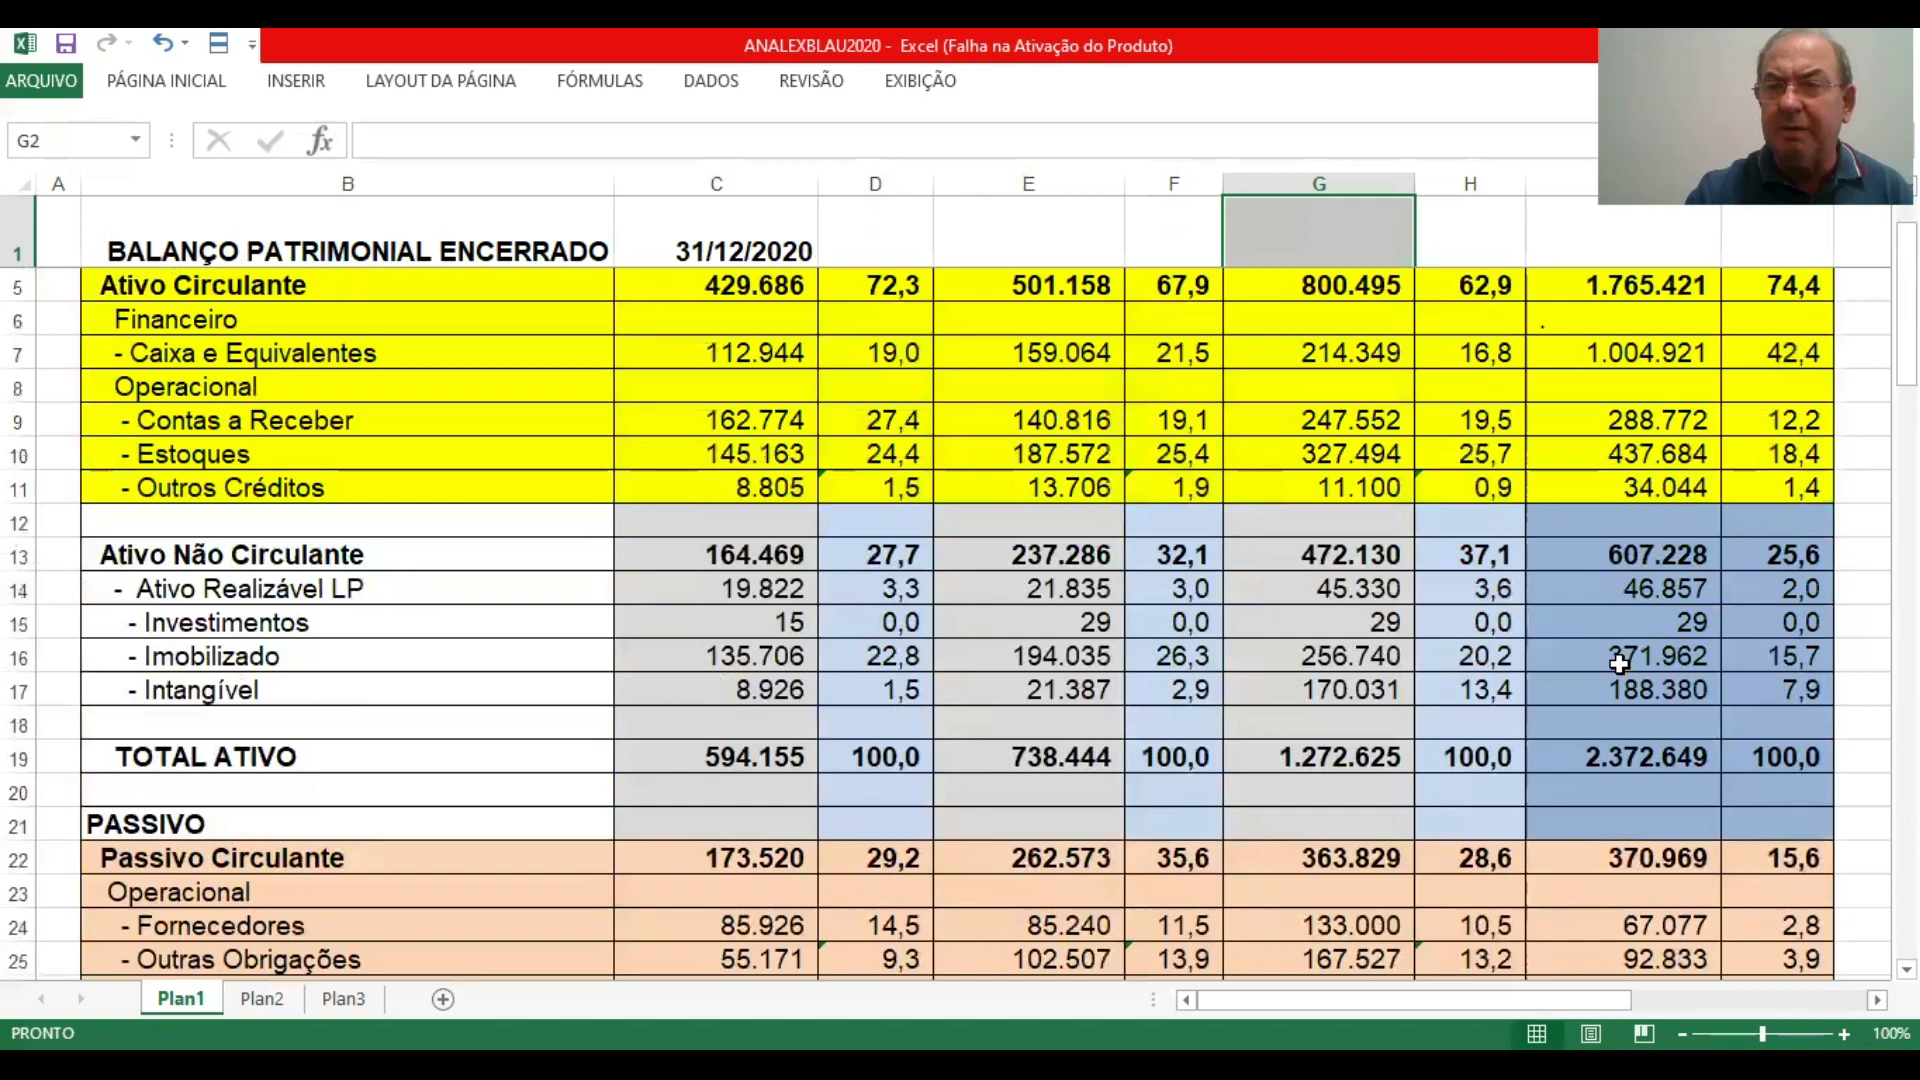 ANALEXBLAU2020 - Excel (Falha na Ativação do Produto)
ARQUIVO PÁGINA INICIAL INSERIR LAYOUT DA PÁGINA FÓRMULAS DADOS REVISÃO EXIBIÇÃO
G2 fx
A B C D E F G H
1 BALANÇO PATRIMONIAL ENCERRADO 31/12/2020
5 Ativo Circulante 429.686 72,3 501.158 67,9 800.495 62,9 1.765.421 74,4
6 Financeiro .
7 - Caixa e Equivalentes 112.944 19,0 159.064 21,5 214.349 16,8 1.004.921 42,4
8 Operacional
9 - Contas a Receber 162.774 27,4 140.816 19,1 247.552 19,5 288.772 12,2
10 - Estoques 145.163 24,4 187.572 25,4 327.494 25,7 437.684 18,4
11 - Outros Créditos 8.805 1,5 13.706 1,9 11.100 0,9 34.044 1,4
12
13 Ativo Não Circulante 164.469 27,7 237.286 32,1 472.130 37,1 607.228 25,6
14 - Ativo Realizável LP 19.822 3,3 21.835 3,0 45.330 3,6 46.857 2,0
15 - Investimentos 15 0,0 29 0,0 29 0,0 29 0,0
16 - Imobilizado 135.706 22,8 194.035 26,3 256.740 20,2 371.962 15,7
17 - Intangível 8.926 1,5 21.387 2,9 170.031 13,4 188.380 7,9
18
19 TOTAL ATIVO 594.155 100,0 738.444 100,0 1.272.625 100,0 2.372.649 100,0
20
21 PASSIVO
22 Passivo Circulante 173.520 29,2 262.573 35,6 363.829 28,6 370.969 15,6
23 Operacional
24 - Fornecedores 85.926 14,5 85.240 11,5 133.000 10,5 67.077 2,8
25 - Outras Obrigações 55.171 9,3 102.507 13,9 167.527 13,2 92.833 3,9
Plan1 Plan2 Plan3
PRONTO 100%